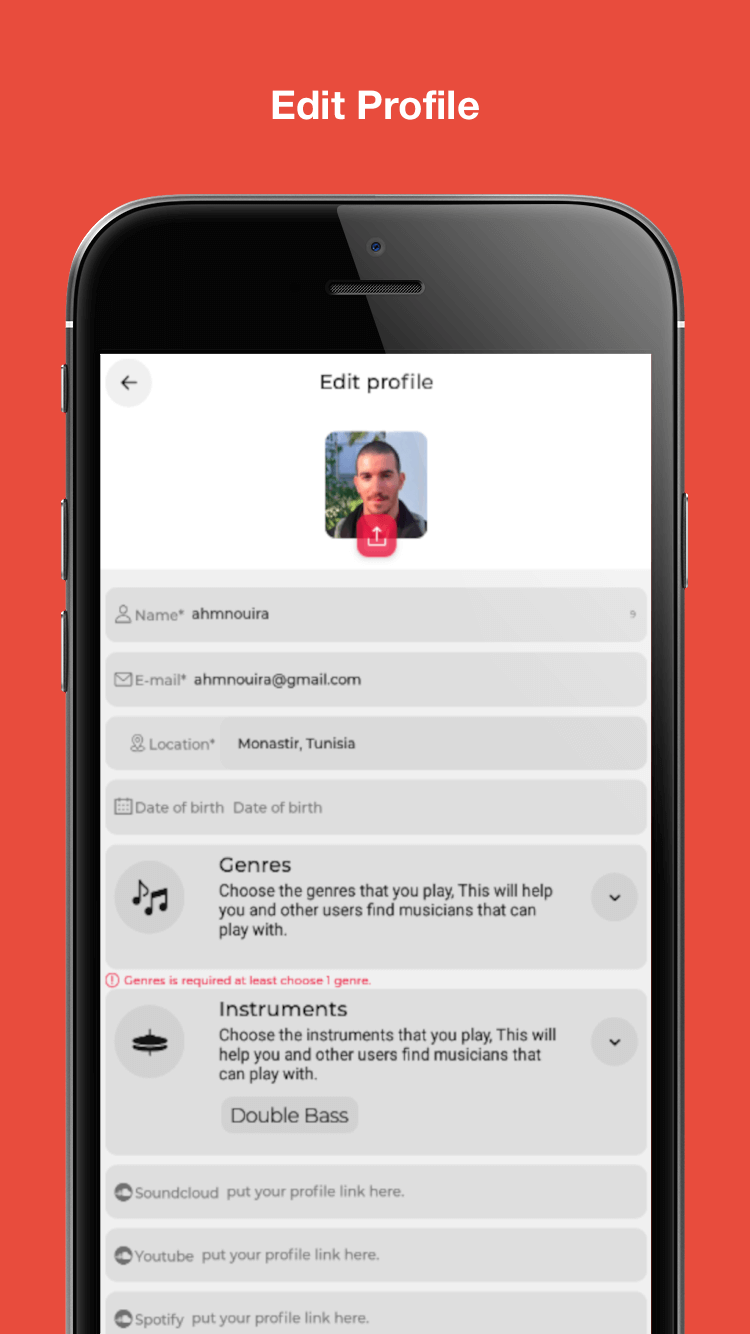 Edit Profile
Edit profile
Name* ahmnouira 9
E-mail* ahmnouira@gmail.com
Location* Monastir, Tunisia
Date of birth Date of birth
Genres
Choose the genres that you play, This will help
you and other users find musicians that can
play with.
Genres is required at least choose 1 genre.
Instruments
Choose the instruments that you play, This will
help you and other users find musicians that
can play with.
Double Bass
Soundcloud put your profile link here.
Youtube put your profile link here.
Spotify put your profile link here.